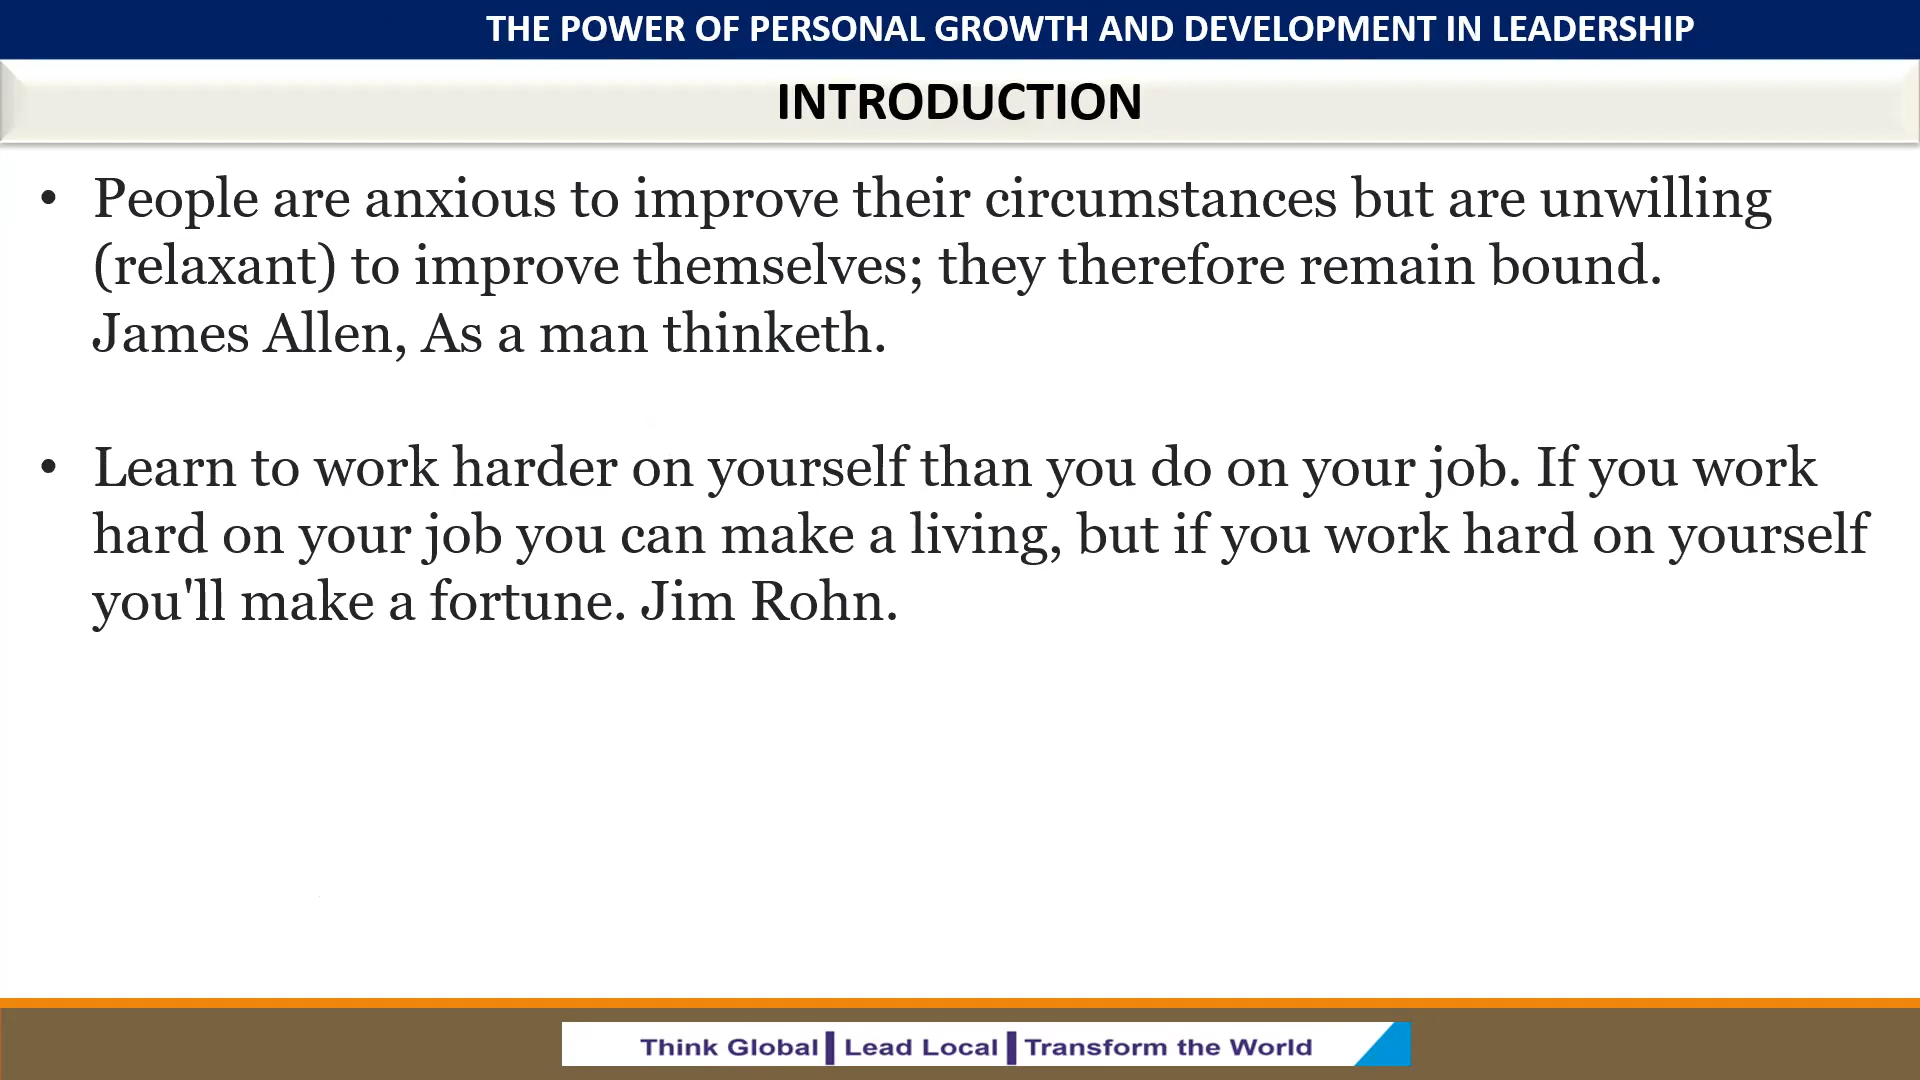 THE POWER OF PERSONAL GROWTH AND DEVELOPMENT IN LEADERSHIP
INTRODUCTION
• People are anxious to improve their circumstances but are unwilling
(relaxant) to improve themselves; they therefore remain bound.
James Allen, As a man thinketh.
• Learn to work harder on yourself than you do on your job. If you work
hard on your job you can make a living, but if you work hard on yourself
you'll make a fortune. Jim Rohn.
Think Global | Lead Local | Transform the World